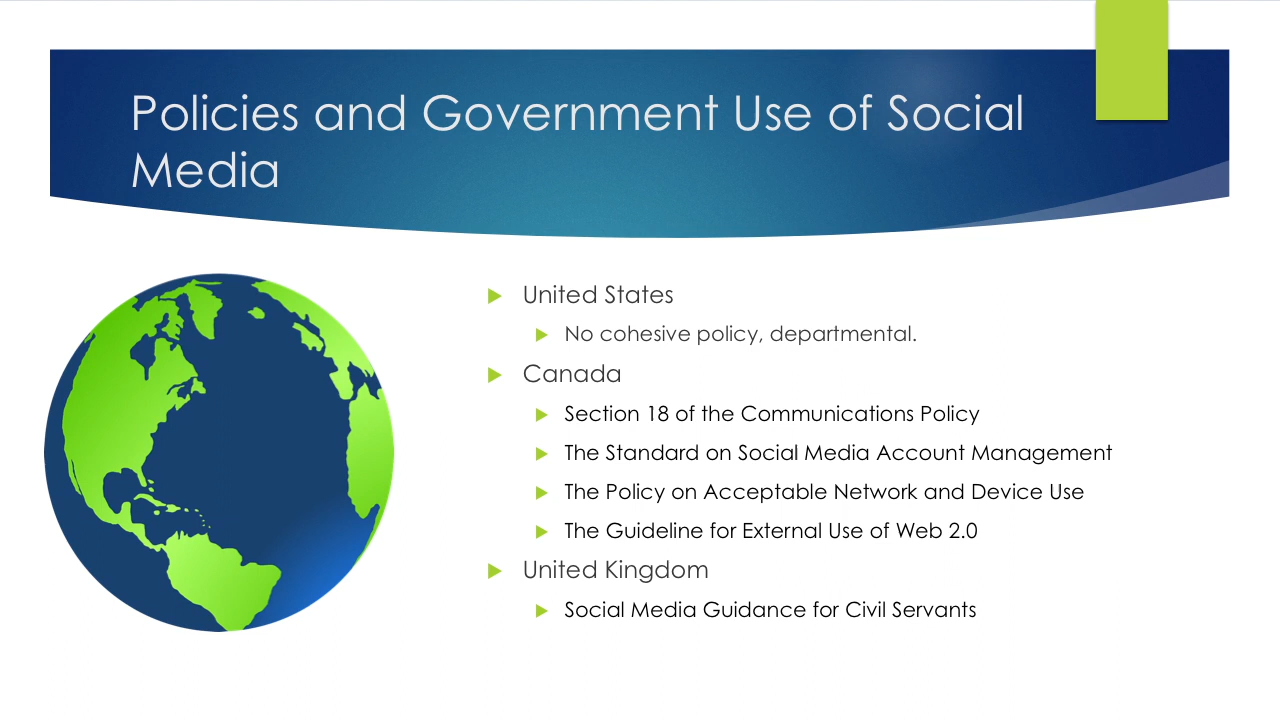 Policies and Government Use of Social
Media
United States
No cohesive policy, departmental.
Canada
Section 18 of the Communications Policy
The Standard on Social Media Account Management
The Policy on Acceptable Network and Device Use
The Guideline for External Use of Web 2.0
United Kingdom
Social Media Guidance for Civil Servants